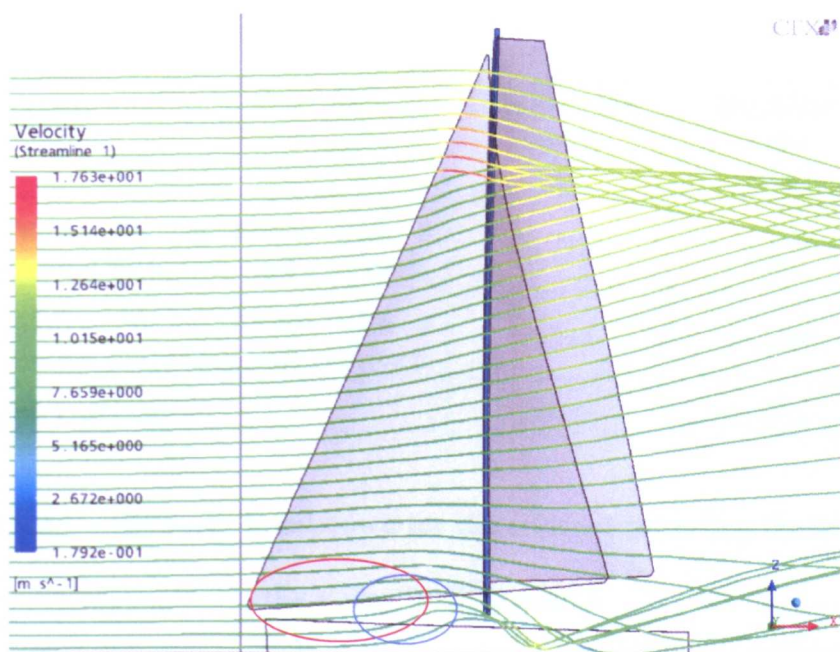 CFX
Velocity
(Streamline 1)
1.763e+001
1.514e+001
1.264e+001
1.015e+001
7.659e+000
5.165e+000
2.672e+000
1.792e-001
[m s^-1]
Z
Y
X